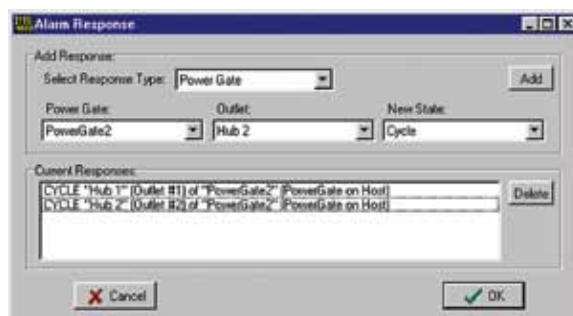 Alarm Response
Add Response:
Select Response Type: Power Gate
Add
Power Gate: Outlet: New State:
PowerGate2 Hub 2 Cycle
Current Responses:
CYCLE "Hub 1" (Outlet #1) of "PowerGate2" (PowerGate on Host)
CYCLE "Hub 2" (Outlet #2) of "PowerGate2" (PowerGate on Host)
Delete
Cancel OK